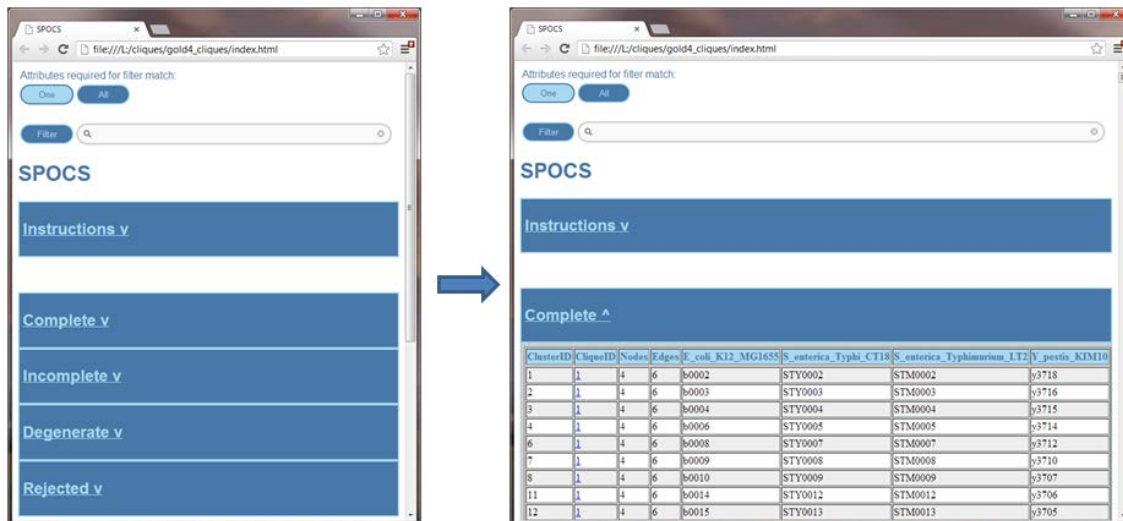 SPOCS
file:///L:/cliques/gold4_cliques/index.html
Attributes required for filter match:
One All
Filter
SPOCS
Instructions v
Complete v
Incomplete v
Degenerate v
Rejected v
SPOCS
file:///L:/cliques/gold4_cliques/index.html
Attributes required for filter match:
One All
Filter
SPOCS
Instructions v
Complete ^
ClusterID CliqueID Nodes Edges E_coli_K12_MG1655 S_enterica_Typhi_CT18 S_enterica_Typhimurium_LT2 Y_pestis_KIM10
1 1 4 6 b0002 STY0002 STM0002 y3718
2 1 4 6 b0003 STY0003 STM0003 y3716
3 1 4 6 b0004 STY0004 STM0004 y3715
4 1 4 6 b0006 STY0005 STM0005 y3714
6 1 4 6 b0008 STY0007 STM0007 y3712
7 1 4 6 b0009 STY0008 STM0008 y3710
8 1 4 6 b0010 STY0009 STM0009 y3707
11 1 4 6 b0014 STY0012 STM0012 y3706
12 1 4 6 b0015 STY0013 STM0013 y3705